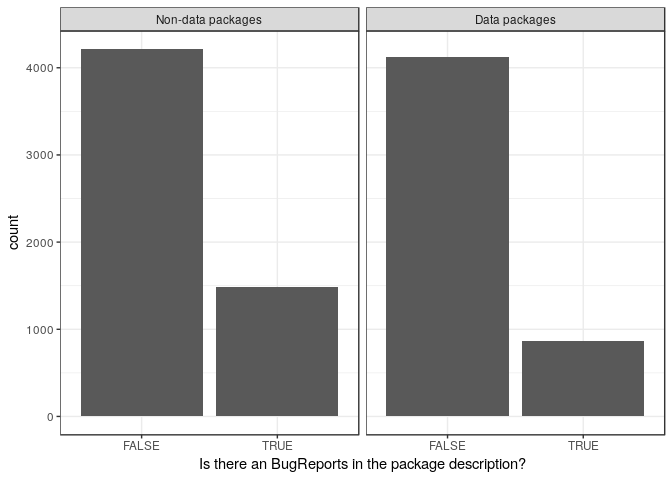 Non-data packages
Data packages
count
4000
3000
2000
1000
0
FALSE
TRUE
FALSE
TRUE
Is there an BugReports in the package description?